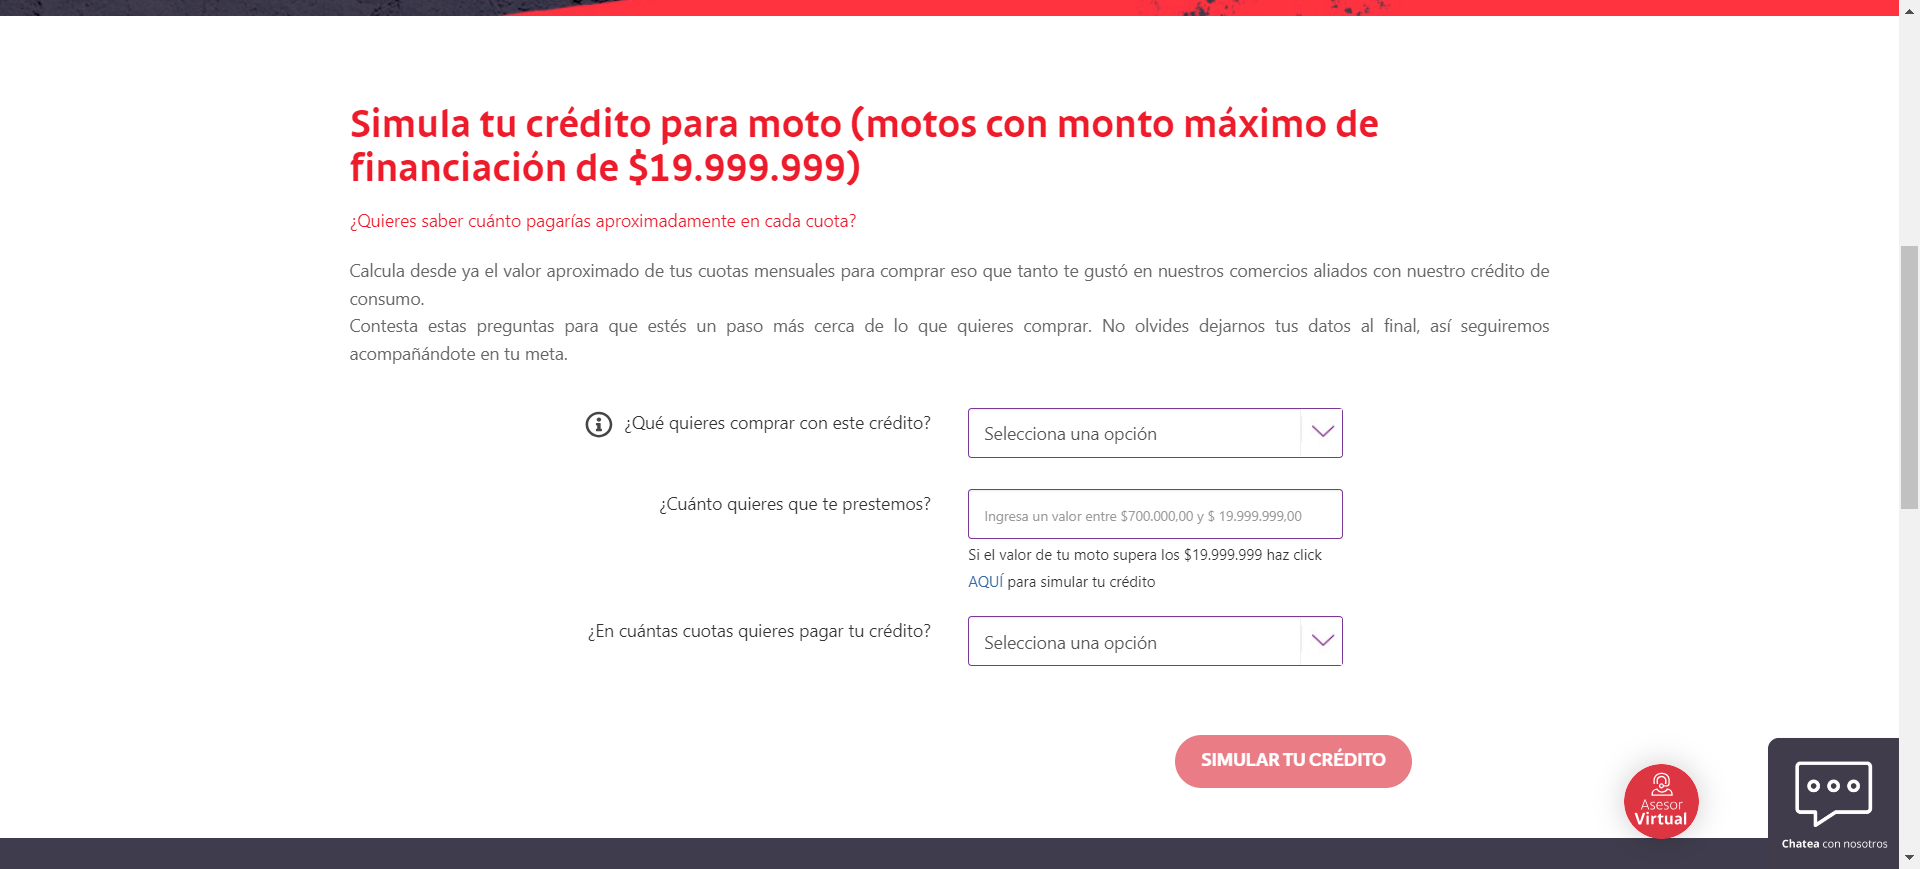 Simula tu crédito para moto (motos con monto máximo de
financiación de $19.999.999)
¿Quieres saber cuánto pagarías aproximadamente en cada cuota?
Calcula desde ya el valor aproximado de tus cuotas mensuales para comprar eso que tanto te gustó en nuestros comercios aliados con nuestro crédito de
consumo.
Contesta estas preguntas para que estés un paso más cerca de lo que quieres comprar. No olvides dejarnos tus datos al final, así seguiremos
acompañándote en tu meta.
¿Qué quieres comprar con este crédito?
Selecciona una opción
¿Cuánto quieres que te prestemos?
Ingresa un valor entre $700.000,00 y $ 19.999.999,00
Si el valor de tu moto supera los $19.999.999 haz click
AQUÍ para simular tu crédito
¿En cuántas cuotas quieres pagar tu crédito?
Selecciona una opción
SIMULAR TU CRÉDITO
Asesor
Virtual
Chatea con nosotros